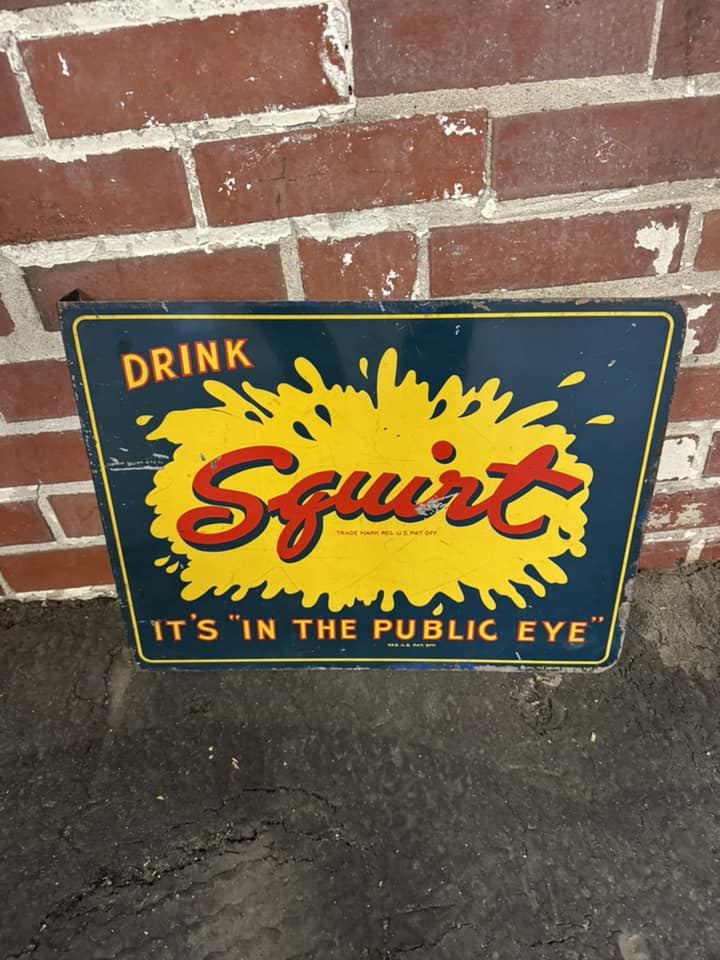 DRINK
Squirt
TRADE MARK REG. U.S. PAT. OFF.
IT'S "IN THE PUBLIC EYE"
REG. U.S. PAT. OFF.